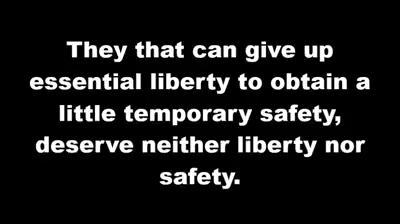 They that can give up
essential liberty to obtain a
little temporary safety,
deserve neither liberty nor
safety.